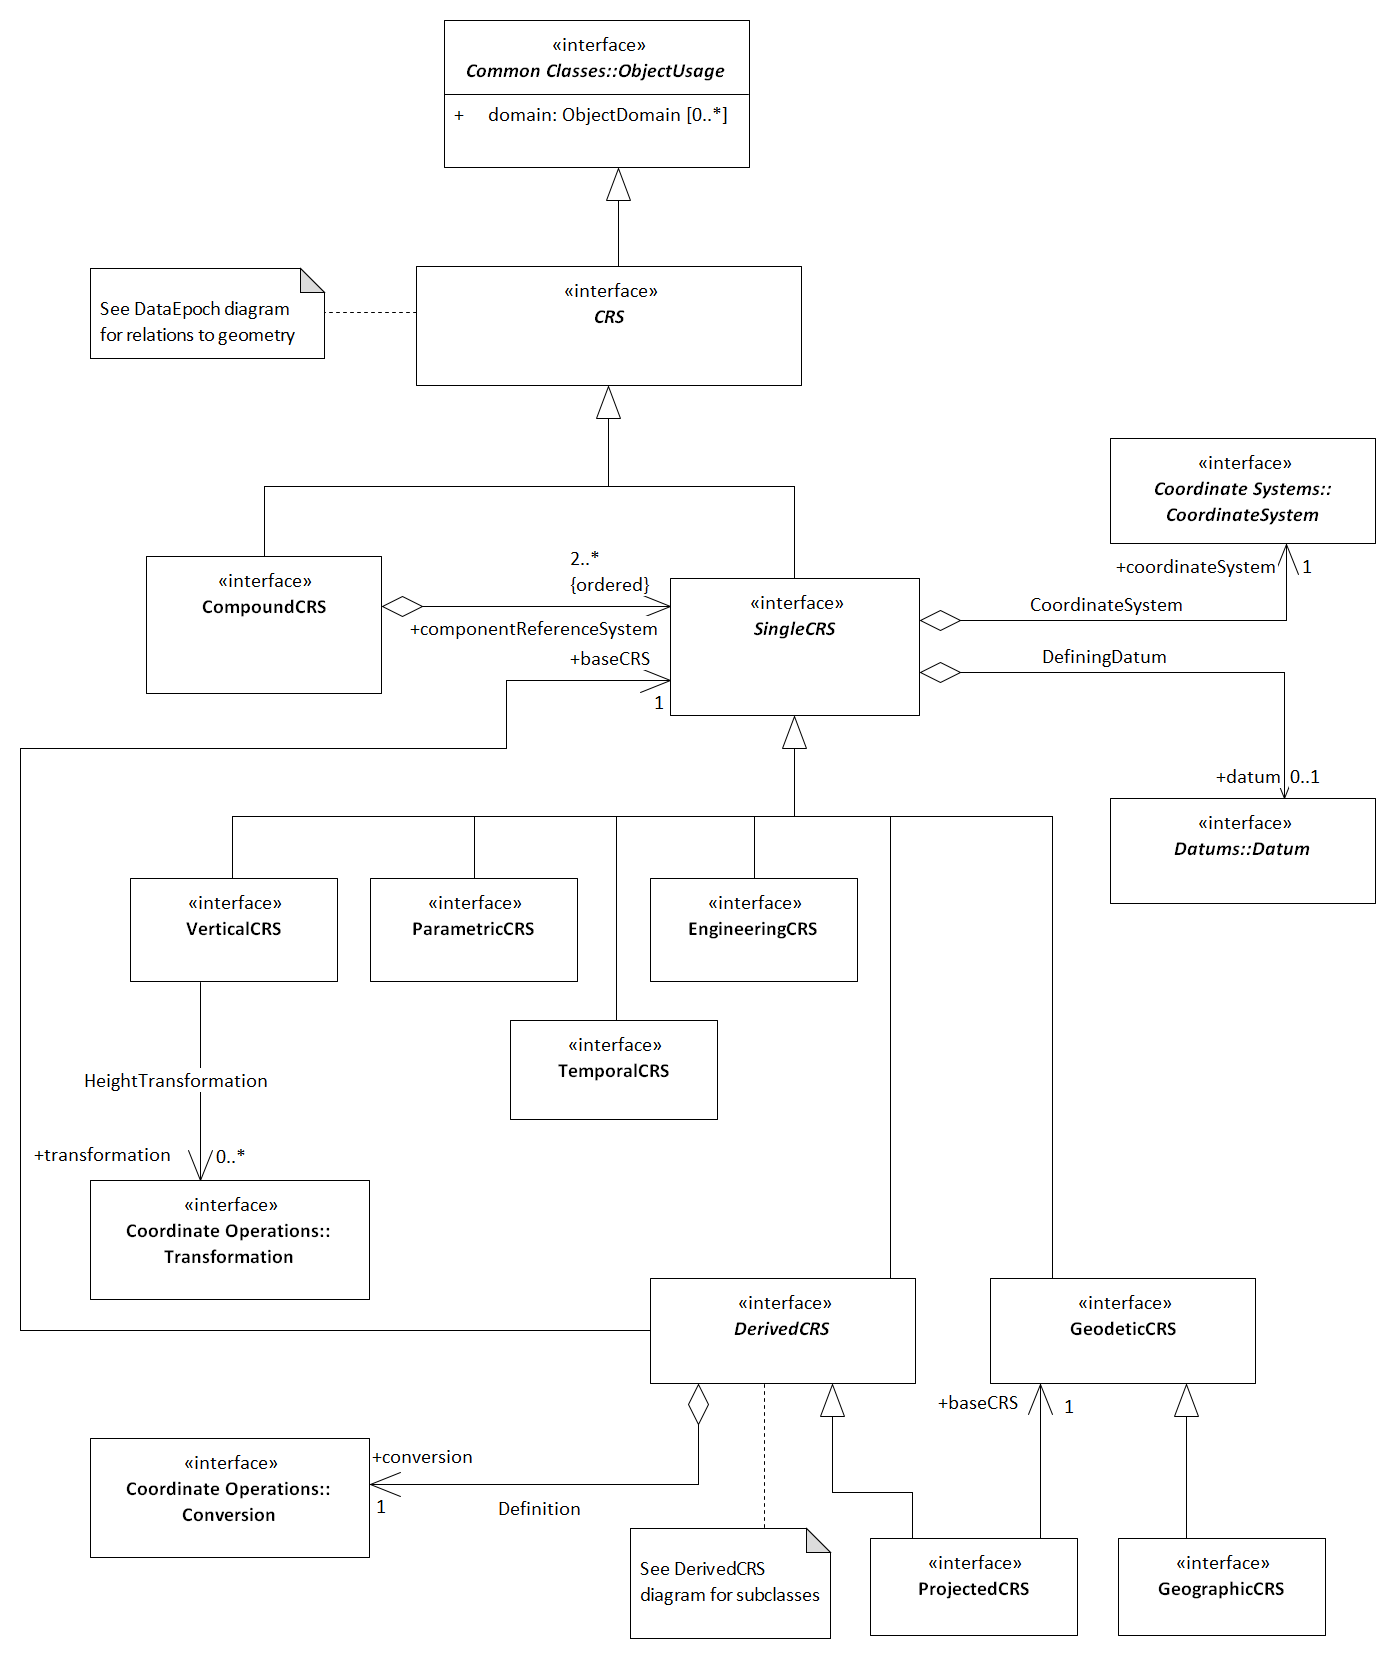 «interface»
Common Classes::ObjectUsage
+ domain: ObjectDomain [0..*]
See DataEpoch diagram
for relations to geometry
«interface»
CRS
«interface»
Coordinate Systems::
CoordinateSystem
+coordinateSystem
1
«interface»
CompoundCRS
2..*
{ordered}
+componentReferenceSystem
+baseCRS
1
«interface»
SingleCRS
CoordinateSystem
DefiningDatum
+datum
0..1
«interface»
Datums::Datum
«interface»
VerticalCRS
«interface»
ParametricCRS
«interface»
EngineeringCRS
«interface»
TemporalCRS
HeightTransformation
+transformation
0..*
«interface»
Coordinate Operations::
Transformation
«interface»
DerivedCRS
«interface»
GeodeticCRS
+baseCRS
1
«interface»
Coordinate Operations::
Conversion
+conversion
1
Definition
See DerivedCRS
diagram for subclasses
«interface»
ProjectedCRS
«interface»
GeographicCRS